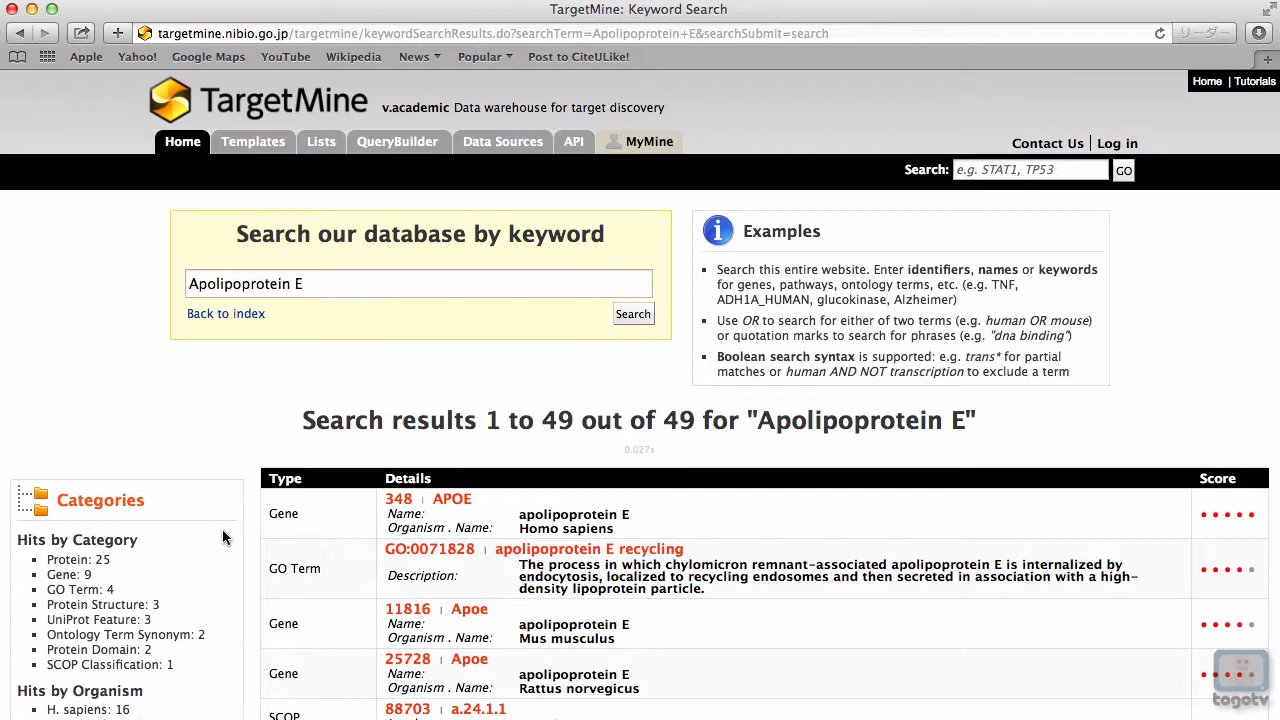 TargetMine: Keyword Search
targetmine.nibio.go.jp/targetmine/keywordSearchResults.do?searchTerm=Apolipoprotein+E&searchSubmit=search
リーダー
Apple Yahoo! Google Maps YouTube Wikipedia News Popular Post to CiteULike!
Home | Tutorials
TargetMine v.academic Data warehouse for target discovery
Home Templates Lists QueryBuilder Data Sources API MyMine
Contact Us | Log in
Search: e.g. STAT1, TP53 GO
Search our database by keyword
Apolipoprotein E
Back to index
Search
Examples
Search this entire website. Enter identifiers, names or keywords
for genes, pathways, ontology terms, etc. (e.g. TNF,
ADH1A_HUMAN, glucokinase, Alzheimer)
Use OR to search for either of two terms (e.g. human OR mouse)
or quotation marks to search for phrases (e.g. "dna binding")
Boolean search syntax is supported: e.g. trans* for partial
matches or human AND NOT transcription to exclude a term
Search results 1 to 49 out of 49 for "Apolipoprotein E"
0.027s
Categories
Hits by Category
Protein: 25
Gene: 9
GO Term: 4
Protein Structure: 3
UniProt Feature: 3
Ontology Term Synonym: 2
Protein Domain: 2
SCOP Classification: 1
Hits by Organism
H. sapiens: 16
Type Details Score
Gene
348 | APOE
Name: apolipoprotein E
Organism . Name: Homo sapiens
GO Term
GO:0071828 | apolipoprotein E recycling
Description: The process in which chylomicron remnant-associated apolipoprotein E is internalized by
endocytosis, localized to recycling endosomes and then secreted in association with a high-
density lipoprotein particle.
Gene
11816 | Apoe
Name: apolipoprotein E
Organism . Name: Mus musculus
Gene
25728 | Apoe
Name: apolipoprotein E
Organism . Name: Rattus norvegicus
SCOP
88703 | a.24.1.1
togotv